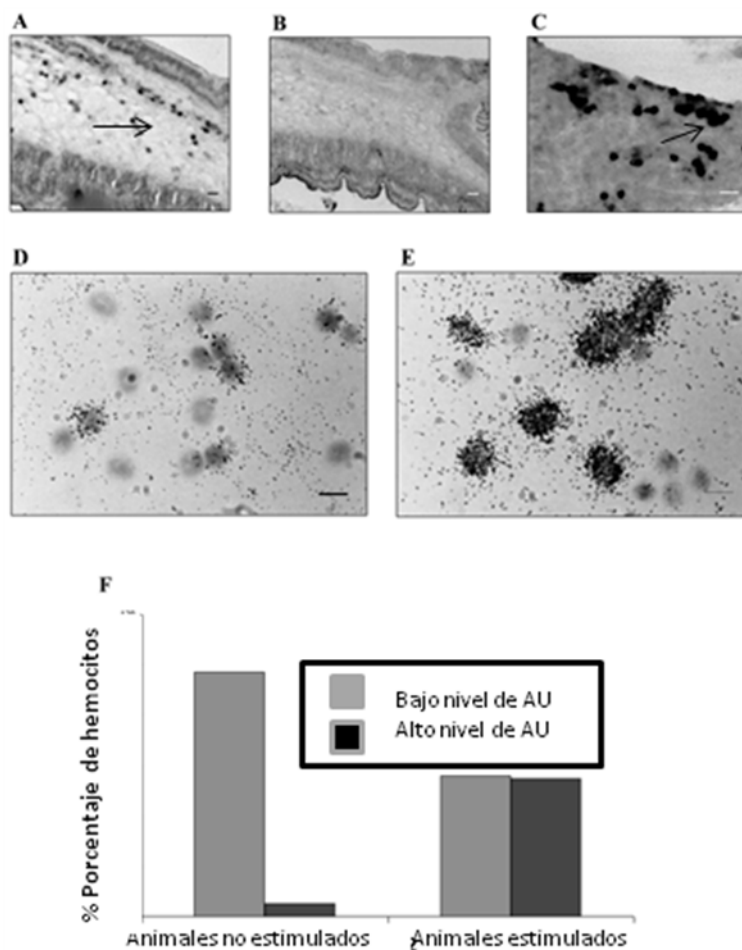 A
B
C
D
E
F
% Porcentaje de hemocitos
Bajo nivel de AU
Alto nivel de AU
Animales no estimulados
Animales estimulados